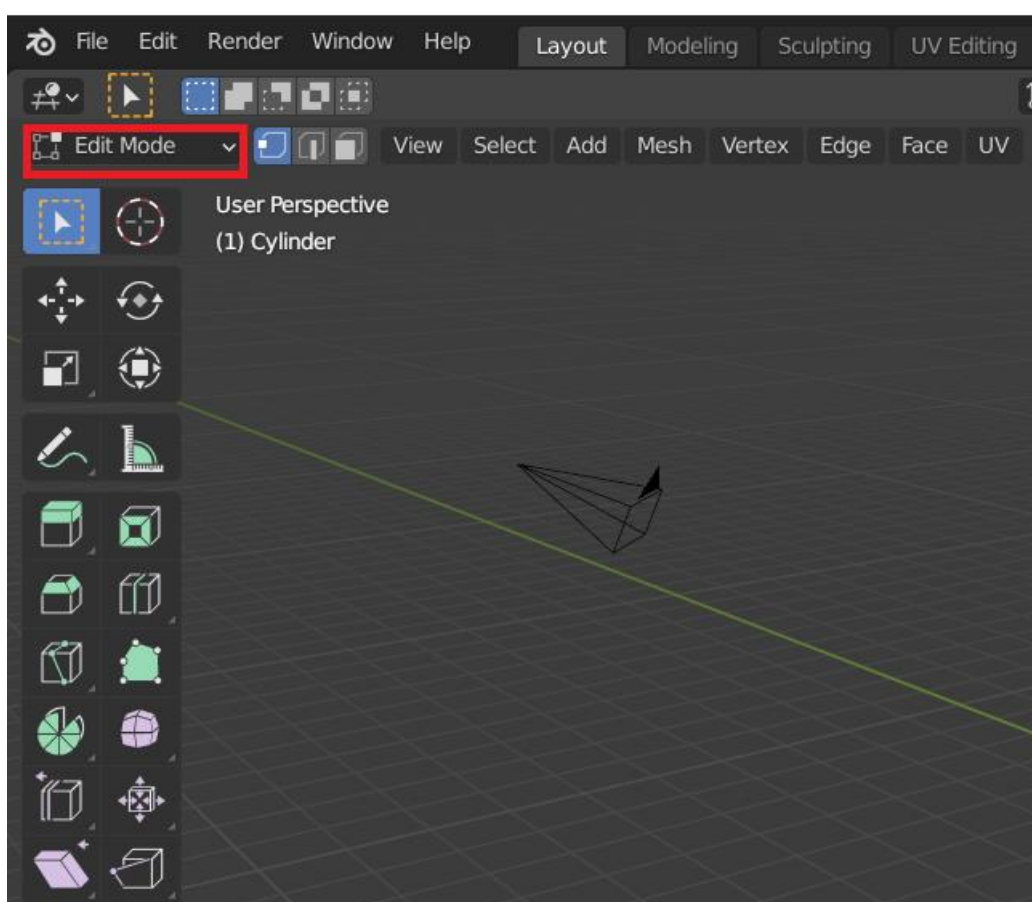 File Edit Render Window Help Layout Modeling Sculpting UV Editing
Edit Mode View Select Add Mesh Vertex Edge Face UV
User Perspective
(1) Cylinder